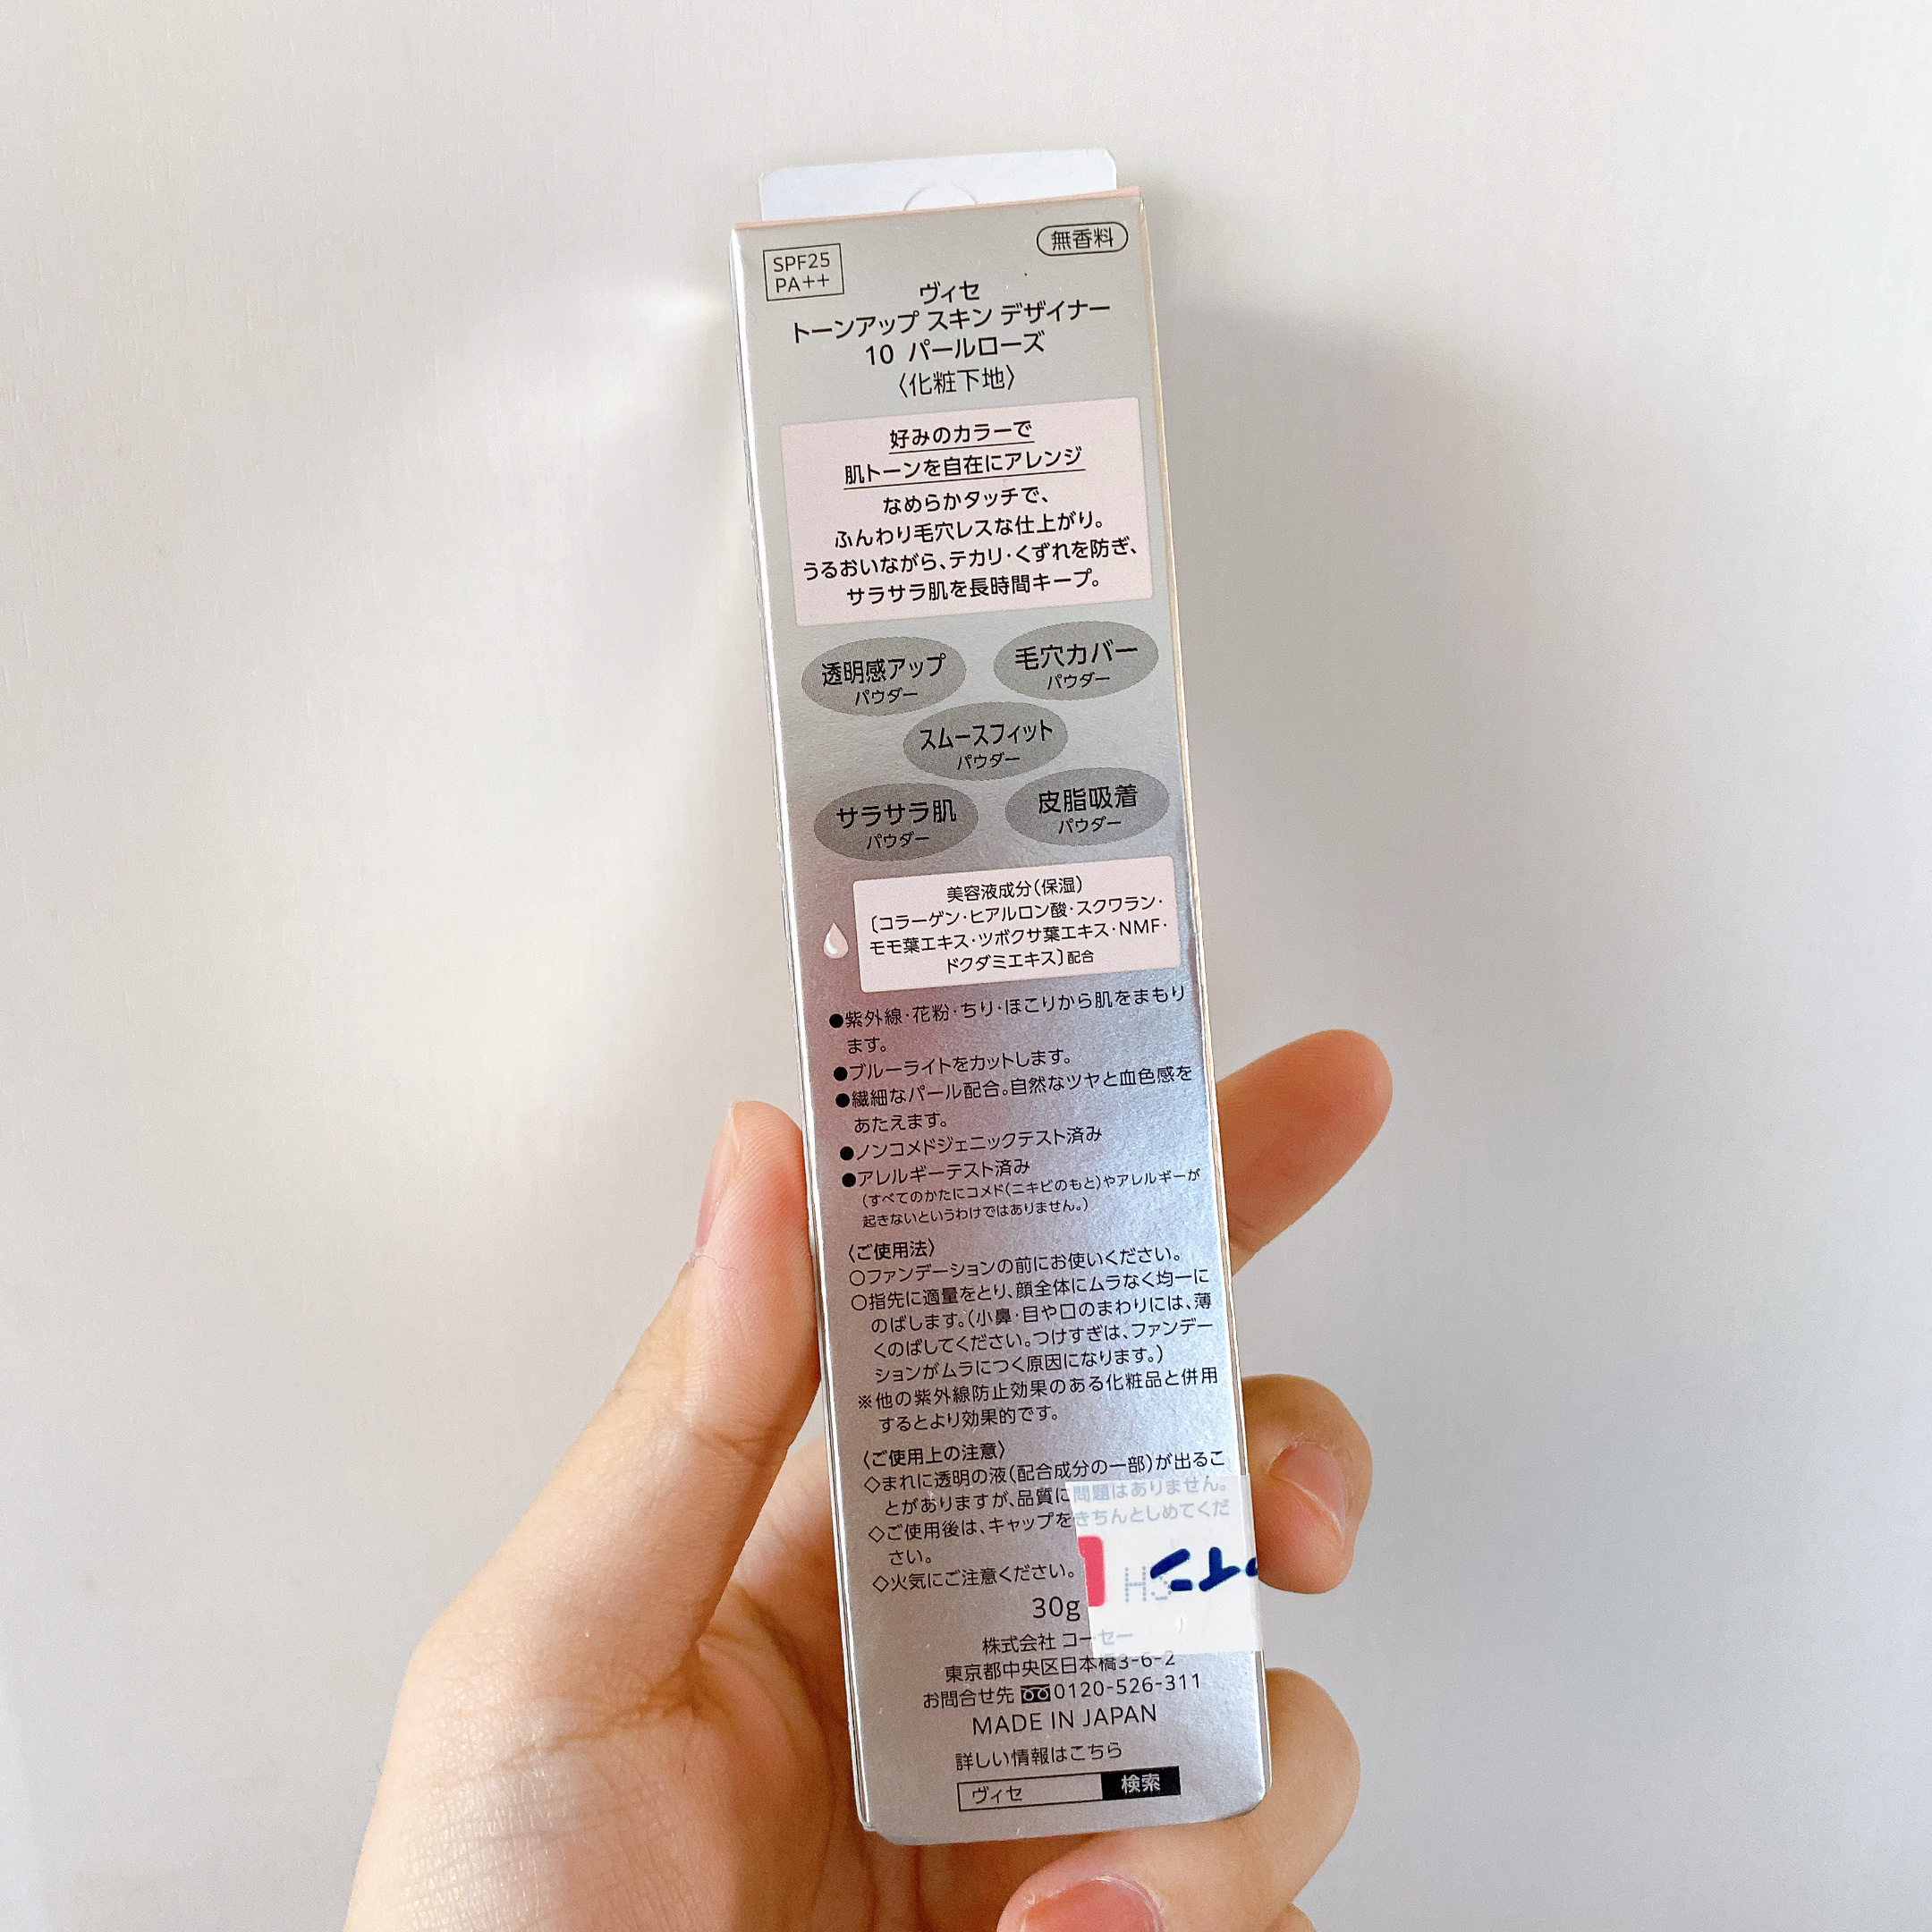 SPF25
PA++
無香料
ヴィセ
トーンアップ スキン デザイナー
10 パールローズ
〈化粧下地〉
好みのカラーで
肌トーンを自在にアレンジ
なめらかタッチで、
ふんわり毛穴レスな仕上がり。
うるおいながら、テカリ・くずれを防ぎ、
サラサラ肌を長時間キープ。
透明感アップ
パウダー
毛穴カバー
パウダー
スムースフィット
パウダー
サラサラ肌
パウダー
皮脂吸着
パウダー
美容液成分(保湿)
〔コラーゲン・ヒアルロン酸・スクワラン・
モモ葉エキス・ツボクサ葉エキス・NMF・
ドクダミエキス〕配合
●紫外線・花粉・ちり・ほこりから肌をまもり
ます。
●ブルーライトをカットします。
●繊細なパール配合。自然なツヤと血色感を
あたえます。
●ノンコメドジェニックテスト済み
●アレルギーテスト済み
(すべてのかたにコメド(ニキビのもと)やアレルギーが
起きないというわけではありません。)
〈ご使用法〉
○ファンデーションの前にお使いください。
○指先に適量をとり、顔全体にムラなく均一に
のばします。(小鼻・目や口のまわりには、薄
くのばしてください。つけすぎは、ファンデー
ションがムラにつく原因になります。)
※他の紫外線防止効果のある化粧品と併用
するとより効果的です。
〈ご使用上の注意〉
◇まれに透明の液(配合成分の一部)が出るこ
とがありますが、品質に問題はありません。
◇ご使用後は、キャップをきちんとしめてくだ
さい。
◇火気にご注意ください。
30g
株式会社 コーセー
東京都中央区日本橋3-6-2
お問合せ先 0120-526-311
MADE IN JAPAN
詳しい情報はこちら
ヴィセ 検索